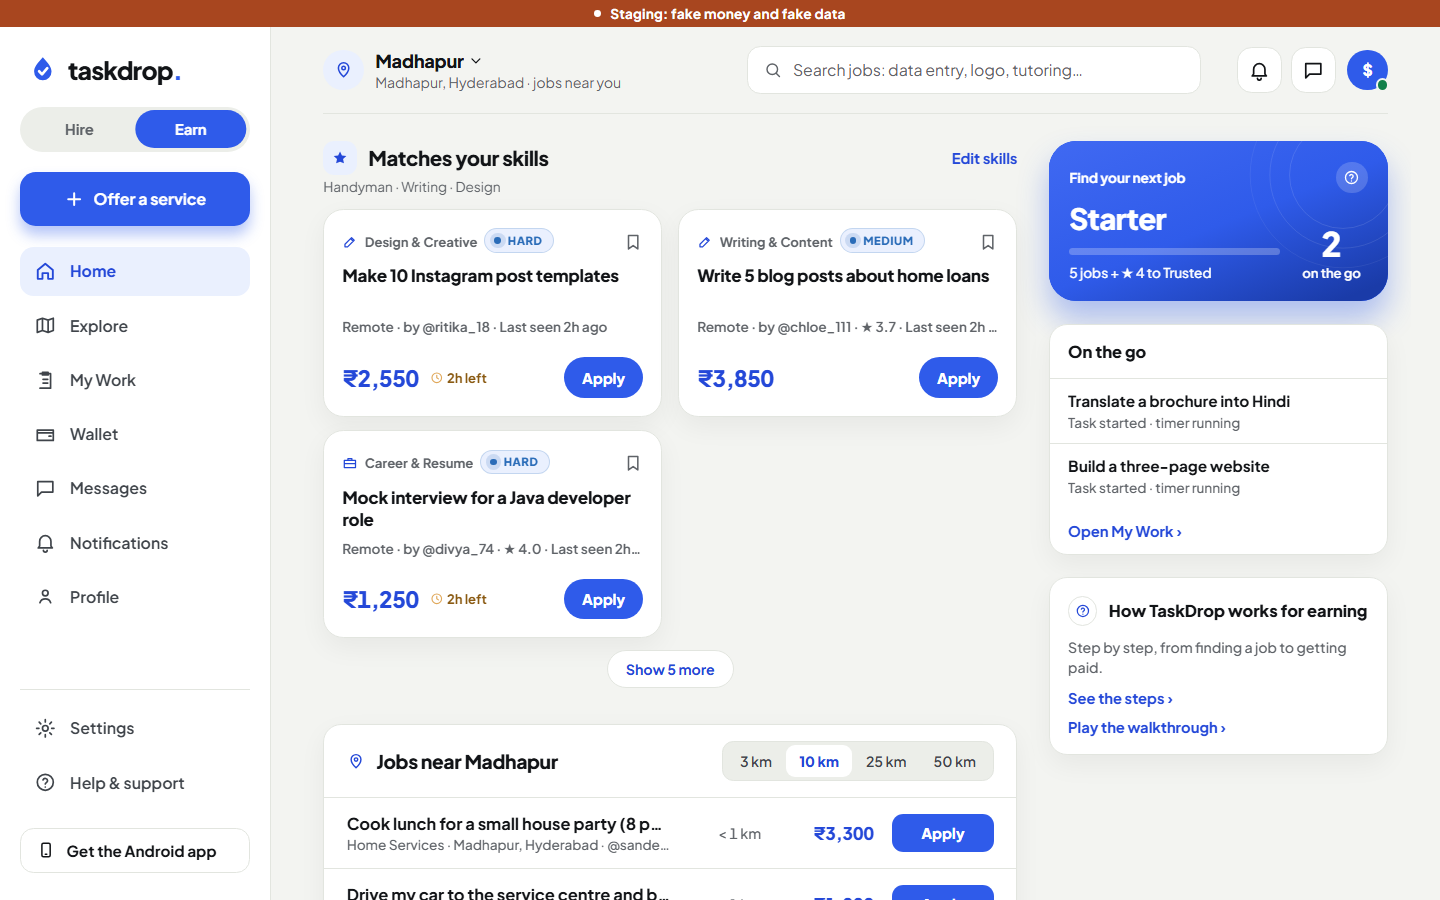 Staging: fake money and fake data
taskdrop.
Hire
Earn
Offer a service
Home
Explore
My Work
Wallet
Messages
Notifications
Profile
Settings
Help & support
Get the Android app
Madhapur
Madhapur, Hyderabad · jobs near you
Search jobs: data entry, logo, tutoring...
$
Matches your skills
Edit skills
Handyman · Writing · Design
Design & Creative
HARD
Make 10 Instagram post templates
Remote · by @ritika_18 · Last seen 2h ago
₹2,550
2h left
Apply
Writing & Content
MEDIUM
Write 5 blog posts about home loans
Remote · by @chloe_111 · ★ 3.7 · Last seen 2h ...
₹3,850
Apply
Career & Resume
HARD
Mock interview for a Java developer
role
Remote · by @divya_74 · ★ 4.0 · Last seen 2h...
₹1,250
2h left
Apply
Show 5 more
Jobs near Madhapur
3 km
10 km
25 km
50 km
Cook lunch for a small house party (8 p...
Home Services · Madhapur, Hyderabad · @sande...
< 1 km
₹3,300
Apply
Drive my car to the service centre and b...
Find your next job
Starter
5 jobs + ★ 4 to Trusted
2
on the go
On the go
Translate a brochure into Hindi
Task started · timer running
Build a three-page website
Task started · timer running
Open My Work ›
How TaskDrop works for earning
Step by step, from finding a job to getting
paid.
See the steps ›
Play the walkthrough ›